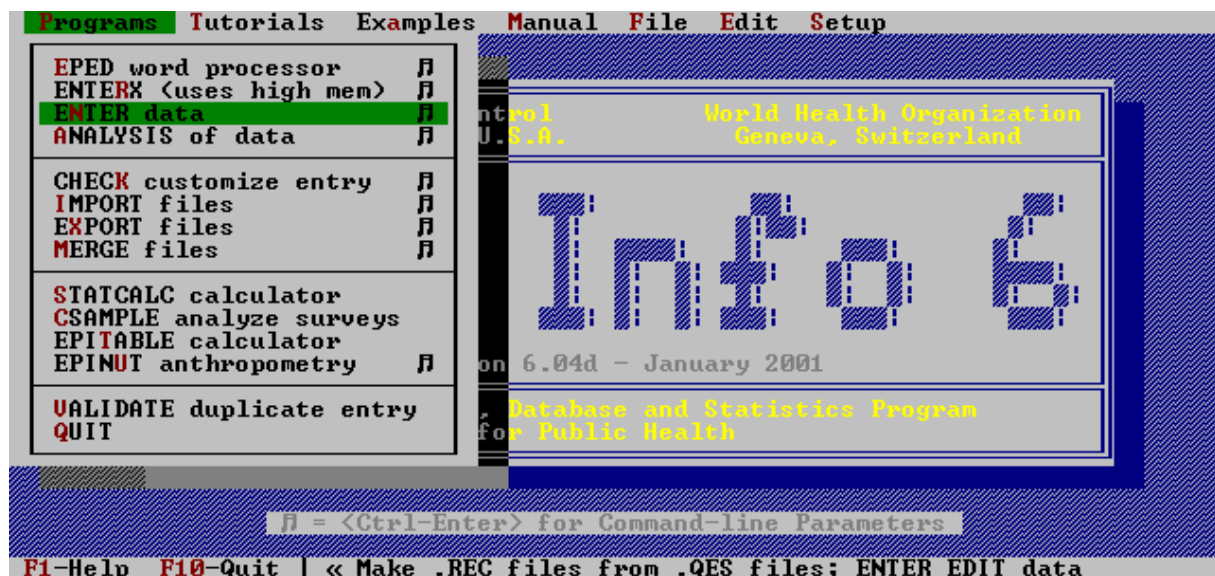 Programs Tutorials Examples Manual File Edit Setup
EPED word processor ♬
ENTERX (uses high mem) ♬
ENTER data ♬
ANALYSIS of data ♬
CHECK customize entry ♬
IMPORT files ♬
EXPORT files ♬
MERGE files ♬
STATCALC calculator
CSAMPLE analyze surveys
EPITABLE calculator
EPINUT anthropometry ♬
VALIDATE duplicate entry
QUIT
ntrol World Health Organization
U.S.A. Geneva, Switzerland
Info 6
on 6.04d - January 2001
, Database and Statistics Program
for Public Health
♬ = <Ctrl-Enter> for Command-line Parameters
F1-Help F10-Quit | « Make .REC files from .QES files; ENTER EDIT data